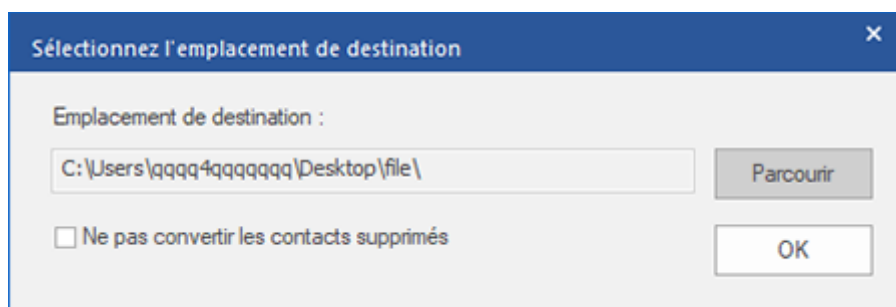 Sélectionnez l'emplacement de destination
Emplacement de destination :
C:\Users\qqqq4qqqqqqq\Desktop\file\
Parcourir
Ne pas convertir les contacts supprimés
OK